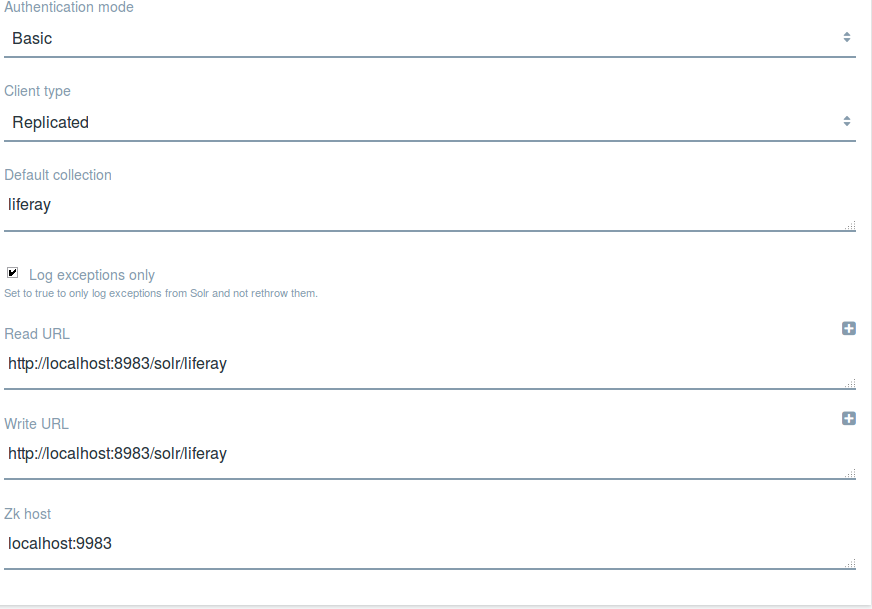 Authentication mode
Basic
Client type
Replicated
Default collection
liferay
Log exceptions only
Set to true to only log exceptions from Solr and not rethrow them.
Read URL
http://localhost:8983/solr/liferay
Write URL
http://localhost:8983/solr/liferay
Zk host
localhost:9983